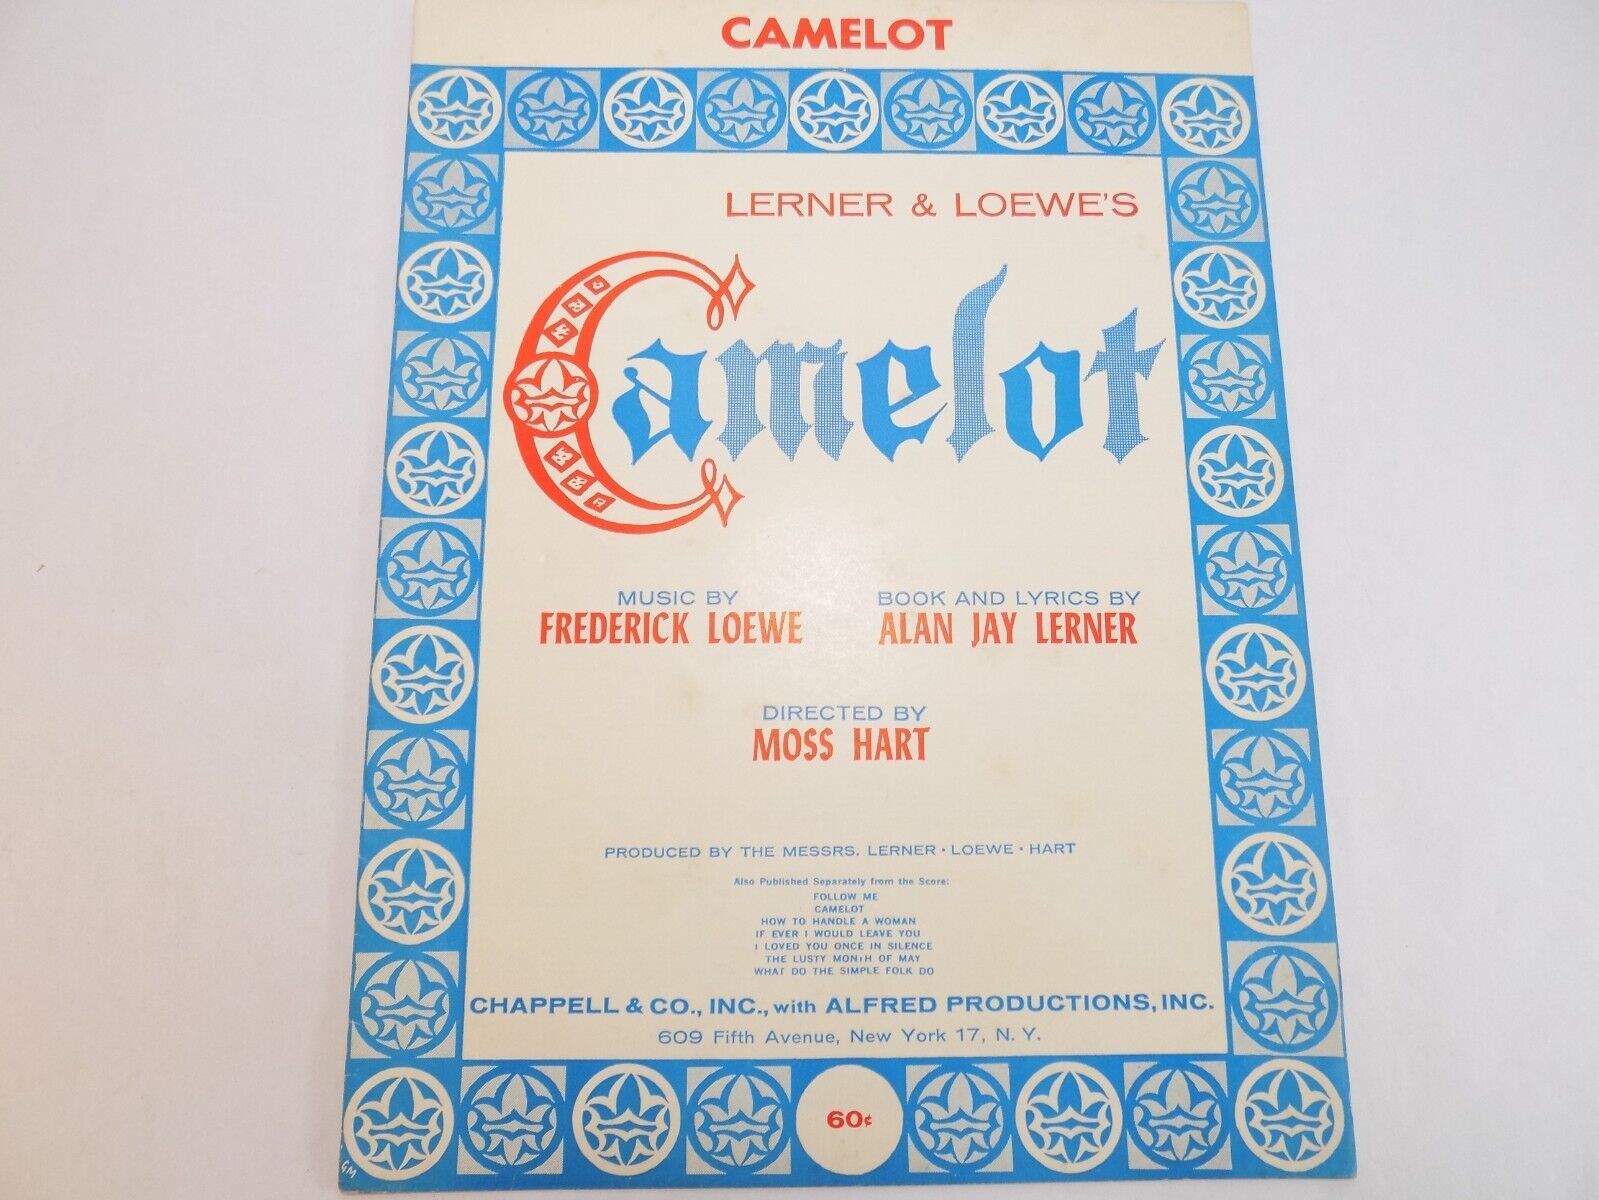 CAMELOT
LERNER & LOEWE'S
Camelot
MUSIC BY
FREDERICK LOEWE
BOOK AND LYRICS BY
ALAN JAY LERNER
DIRECTED BY
MOSS HART
PRODUCED BY THE MESSRS. LERNER · LOEWE · HART
Also Published Separately from the Score:
FOLLOW ME
CAMELOT
HOW TO HANDLE A WOMAN
IF EVER I WOULD LEAVE YOU
I LOVED YOU ONCE IN SILENCE
THE LUSTY MONTH OF MAY
WHAT DO THE SIMPLE FOLK DO
CHAPPELL & CO., INC., with ALFRED PRODUCTIONS, INC.
609 Fifth Avenue, New York 17, N. Y.
60¢
GM